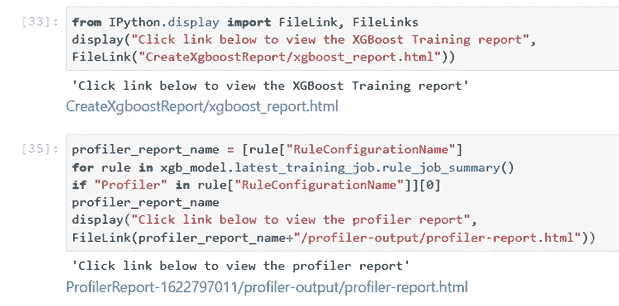 [33]: from IPython.display import FileLink, FileLinks
display("Click link below to view the XGBoost Training report",
FileLink("CreateXgboostReport/xgboost_report.html"))
'Click link below to view the XGBoost Training report'
CreateXgboostReport/xgboost_report.html
[35]: profiler_report_name = [rule["RuleConfigurationName"]
for rule in xgb_model.latest_training_job.rule_job_summary()
if "Profiler" in rule["RuleConfigurationName"]][0]
profiler_report_name
display("Click link below to view the profiler report",
FileLink(profiler_report_name+"/profiler-output/profiler-report.html"))
'Click link below to view the profiler report'
ProfilerReport-1622797011/profiler-output/profiler-report.html